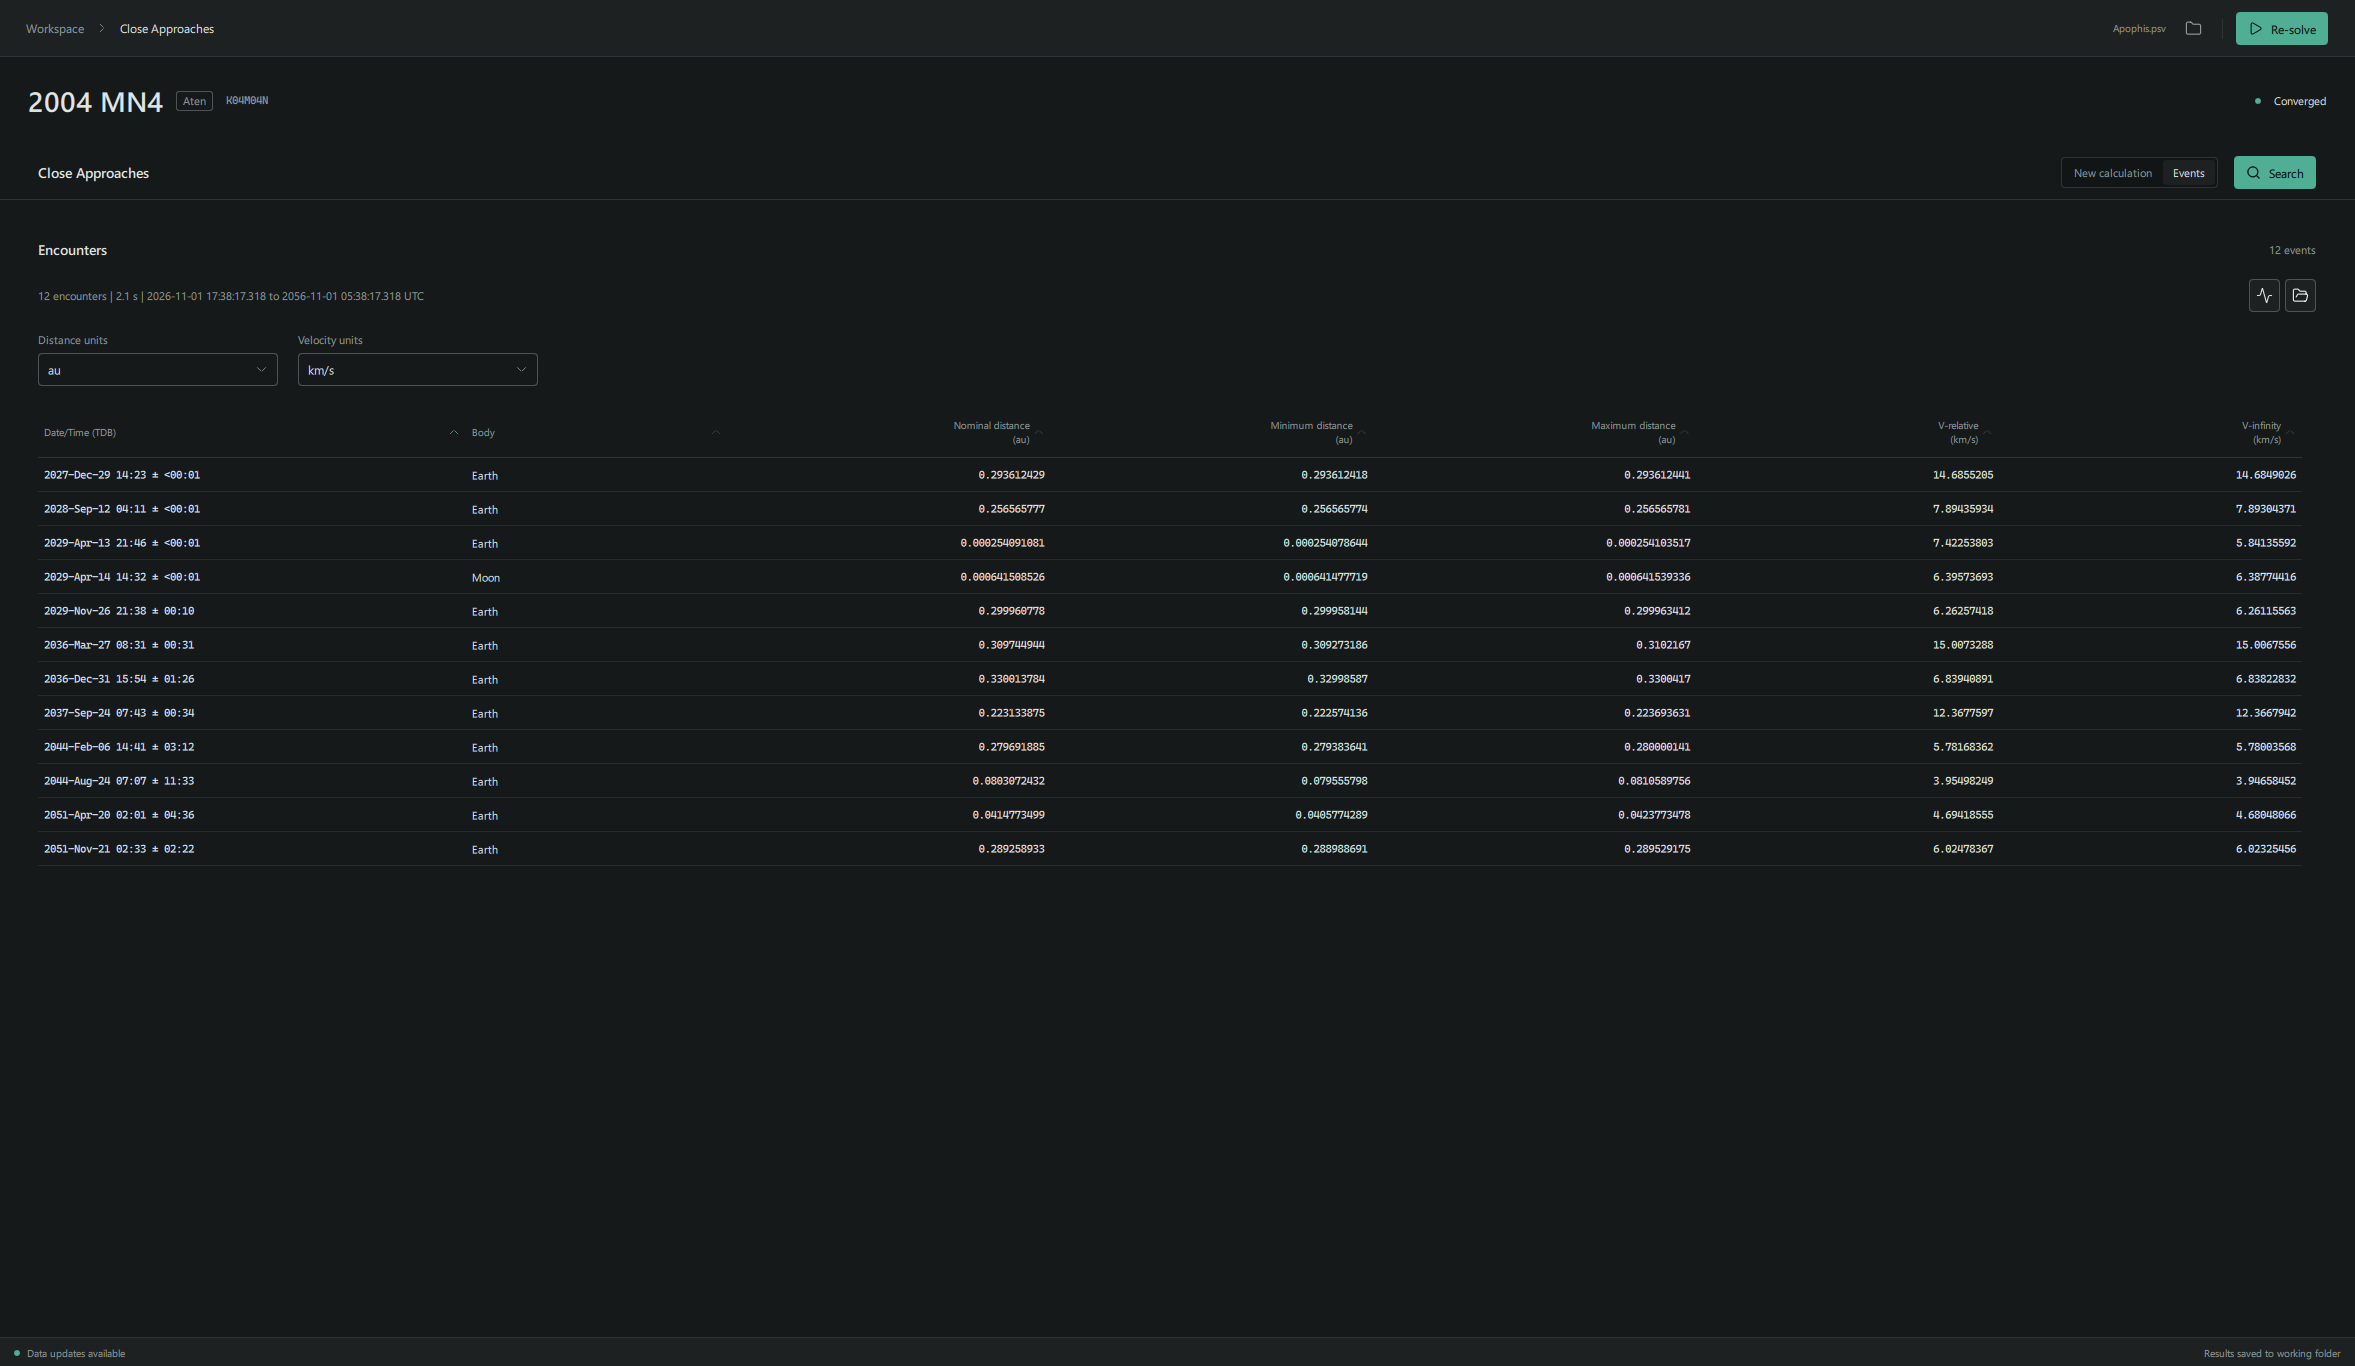 Workspace > Close Approaches Apophis.psv Re-solve
2004 MN4 Aten K04M04N Converged
Close Approaches New calculation Events Search
Encounters 12 events
12 encounters | 2.1 s | 2026-11-01 17:38:17.318 to 2056-11-01 05:38:17.318 UTC
Distance units Velocity units
au km/s
Date/Time (TDB) Body Nominal distance (au) Minimum distance (au) Maximum distance (au) V-relative (km/s) V-infinity (km/s)
2027-Dec-29 14:23 ± <00:01 Earth 0.293612429 0.293612418 0.293612441 14.6855205 14.6849026
2028-Sep-12 04:11 ± <00:01 Earth 0.256565777 0.256565774 0.256565781 7.89435934 7.89304371
2029-Apr-13 21:46 ± <00:01 Earth 0.000254091081 0.000254078644 0.000254103517 7.42253803 5.84135592
2029-Apr-14 14:32 ± <00:01 Moon 0.000641508526 0.000641477719 0.000641539336 6.39573693 6.38774416
2029-Nov-26 21:38 ± 00:10 Earth 0.299960778 0.299958144 0.299963412 6.26257418 6.26115563
2036-Mar-27 08:31 ± 00:31 Earth 0.309744944 0.309273186 0.3102167 15.0073288 15.0067556
2036-Dec-31 15:54 ± 01:26 Earth 0.330013784 0.32998587 0.3300417 6.83940891 6.83822832
2037-Sep-24 07:43 ± 00:34 Earth 0.223133875 0.222574136 0.223693631 12.3677597 12.3667942
2044-Feb-06 14:41 ± 03:12 Earth 0.279691885 0.279383641 0.280000141 5.78168362 5.78003568
2044-Aug-24 07:07 ± 11:33 Earth 0.0803072432 0.079555798 0.0810589756 3.95498249 3.94658452
2051-Apr-20 02:01 ± 04:36 Earth 0.0414773499 0.0405774289 0.0423773478 4.69418555 4.68048066
2051-Nov-21 02:33 ± 02:22 Earth 0.289258933 0.288988691 0.289529175 6.02478367 6.02325456
Data updates available Results saved to working folder